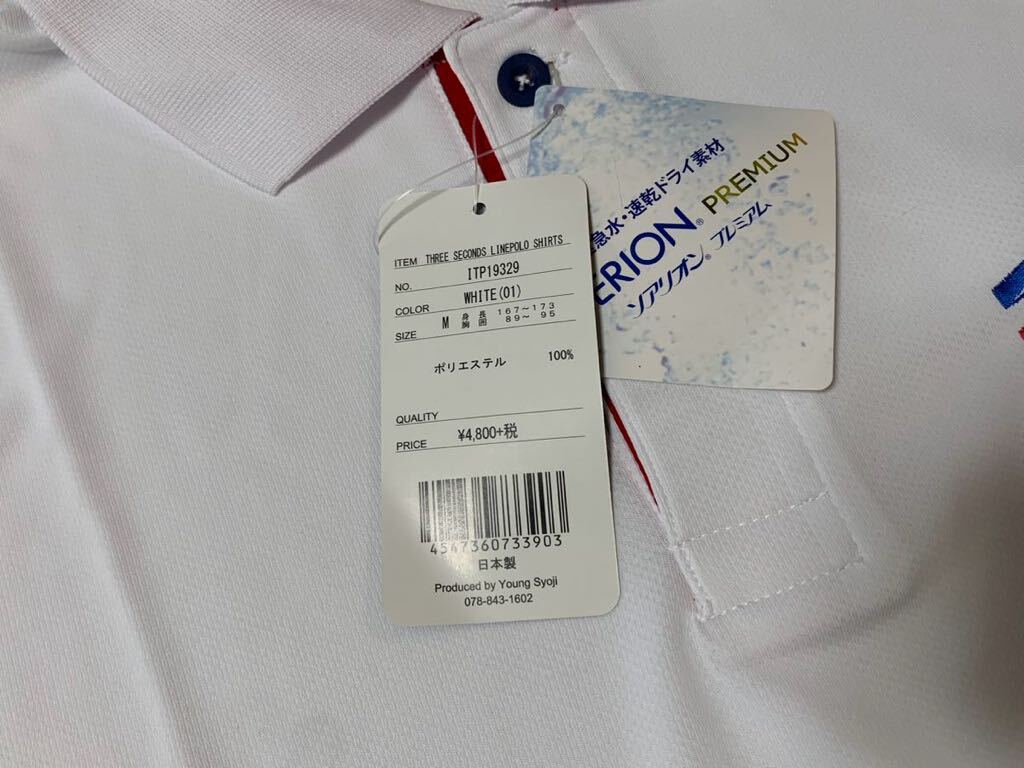 ITEM THREE SECONDS LINEPOLO SHIRTS
NO. ITP19329
COLOR WHITE(01)
SIZE M 身長 167～173
胸囲 89～ 95
ポリエステル 100%
QUALITY
PRICE ¥4,800+税
4547360733903
日本製
Produced by Young Syoji
078-843-1602
急水・速乾ドライ素材
ERION® PREMIUM
ソアリオン® プレミアム